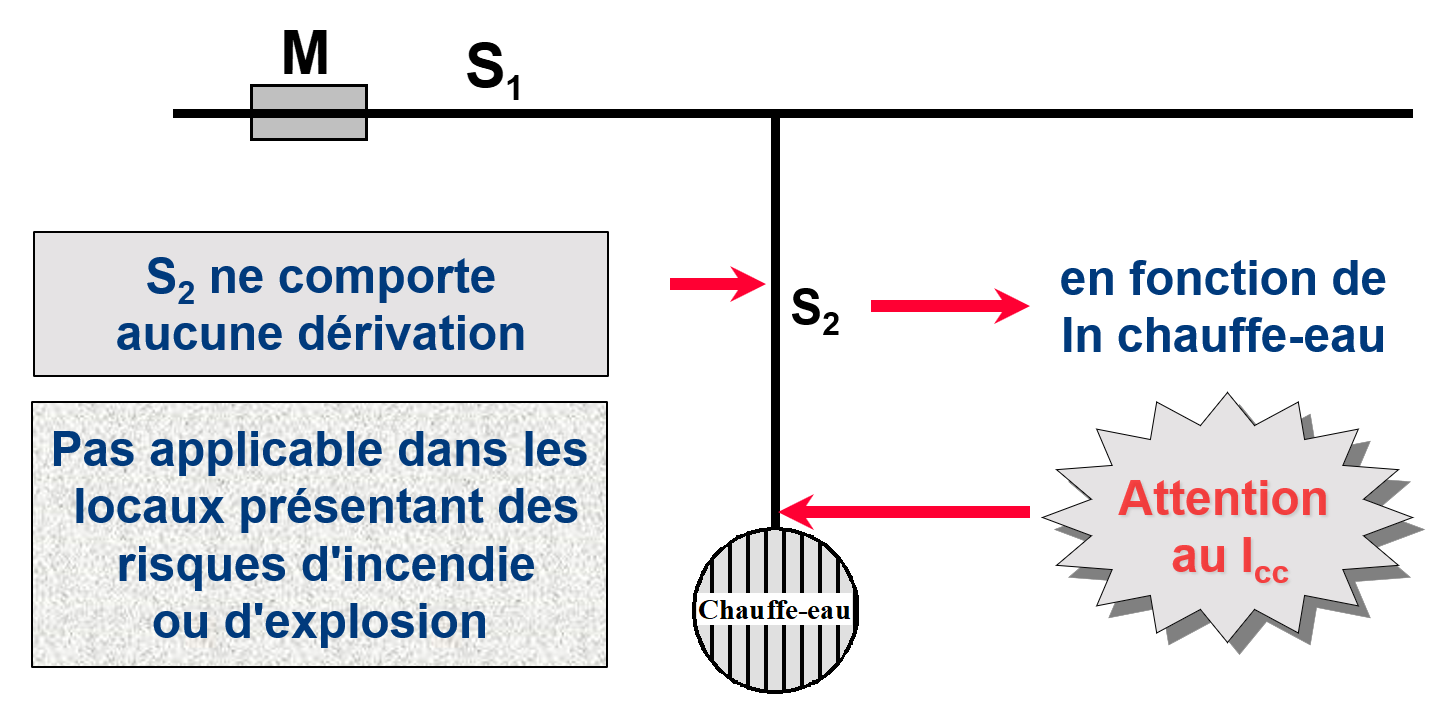 M
S₁
S₂ ne comporte
aucune dérivation
S₂
en fonction de
In chauffe-eau
Pas applicable dans les
locaux présentant des
risques d'incendie
ou d'explosion
Attention
au Icc
Chauffe-eau